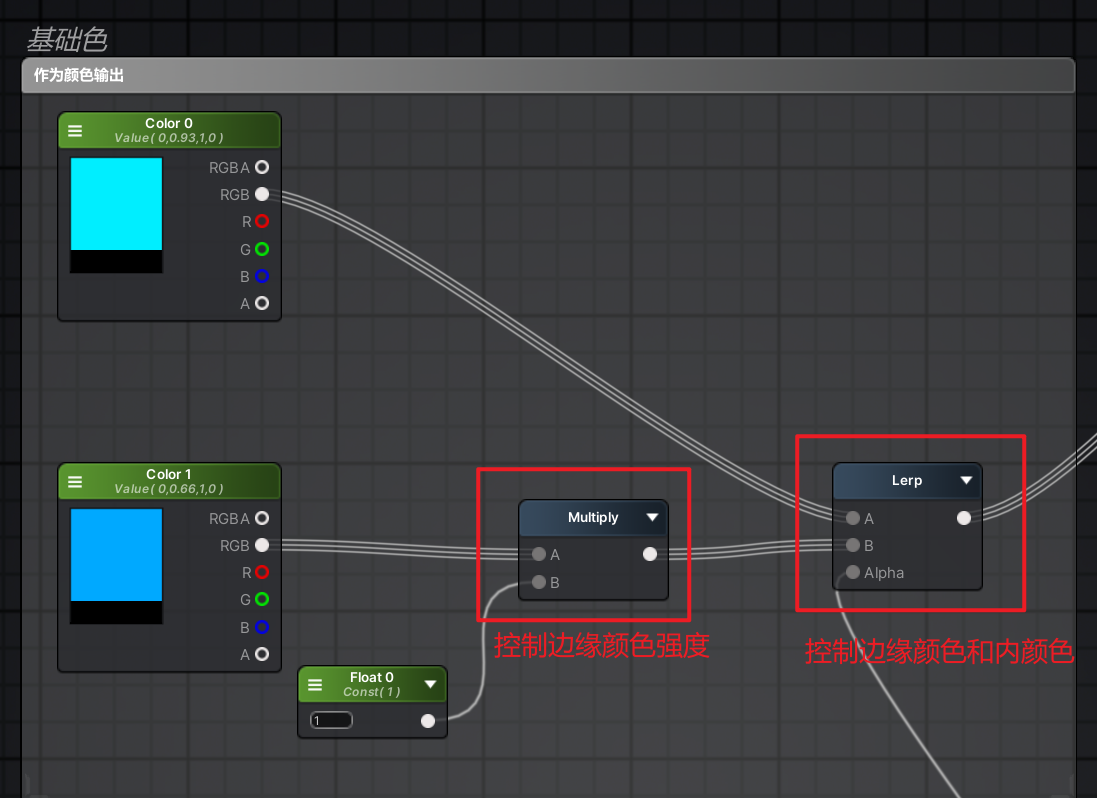 基础色
作为颜色输出
Color 0
Value( 0,0.93,1,0 )
RGBA
RGB
R
G
B
A
Color 1
Value( 0,0.66,1,0 )
RGBA
RGB
R
G
B
A
Multiply
A
B
Lerp
A
B
Alpha
控制边缘颜色强度
控制边缘颜色和内颜色
Float 0
Const( 1 )
1